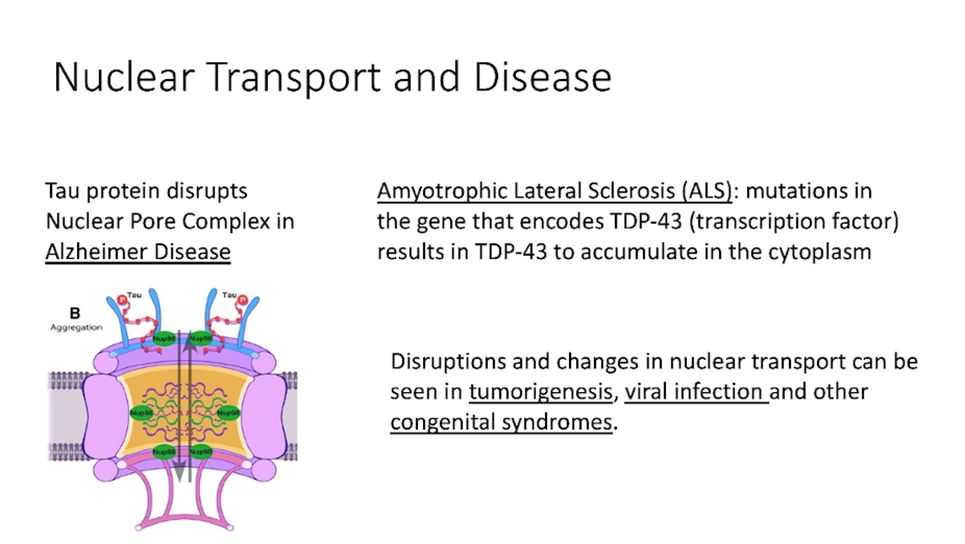 Nuclear Transport and Disease
Tau protein disrupts
Nuclear Pore Complex in
Alzheimer Disease
Amyotrophic Lateral Sclerosis (ALS): mutations in
the gene that encodes TDP-43 (transcription factor)
results in TDP-43 to accumulate in the cytoplasm
B
Aggregation
P Tau Tau P
Nup98 Nup98
Nup98 Nup98
Nup98 Nup98
Disruptions and changes in nuclear transport can be
seen in tumorigenesis, viral infection and other
congenital syndromes.